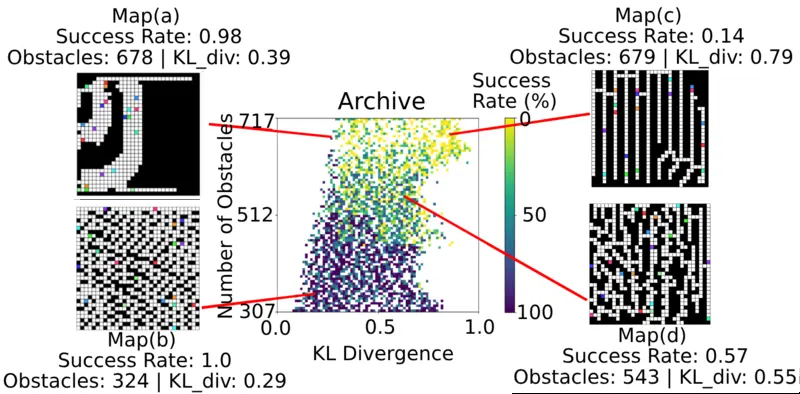 Map(a)
Success Rate: 0.98
Obstacles: 678 | KL_div: 0.39
Map(c)
Success Rate: 0.14
Obstacles: 679 | KL_div: 0.79
Archive
Success
Rate (%)
Number of Obstacles
717
512
307
0.0
0.5
1.0
KL Divergence
0
50
100
Map(b)
Success Rate: 1.0
Obstacles: 324 | KL_div: 0.29
Map(d)
Success Rate: 0.57
Obstacles: 543 | KL_div: 0.55